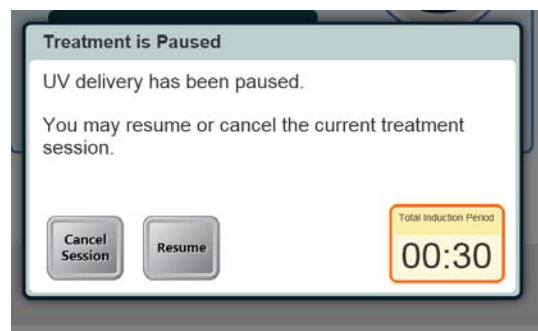 Treatment is Paused
UV delivery has been paused.
You may resume or cancel the current treatment
session.
Cancel
Session
Resume
Total Induction Period
00:30